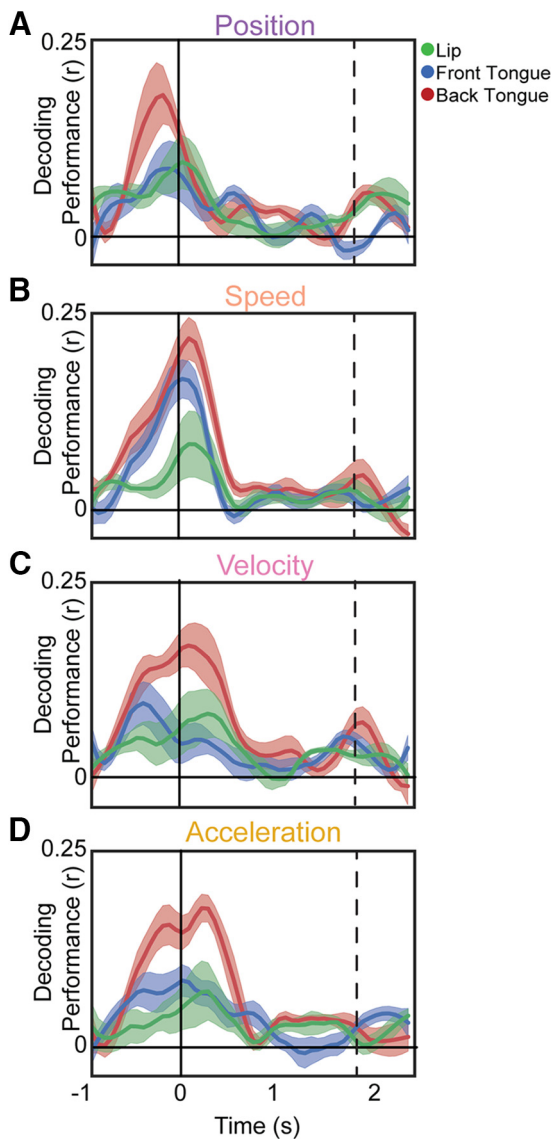 A
Position
0.25
Decoding
Performance (r)
0
Lip
Front Tongue
Back Tongue
B
Speed
0.25
Decoding
Performance (r)
0
C
Velocity
0.25
Decoding
Performance (r)
0
D
Acceleration
0.25
Decoding
Performance (r)
0
-1 0 1 2
Time (s)